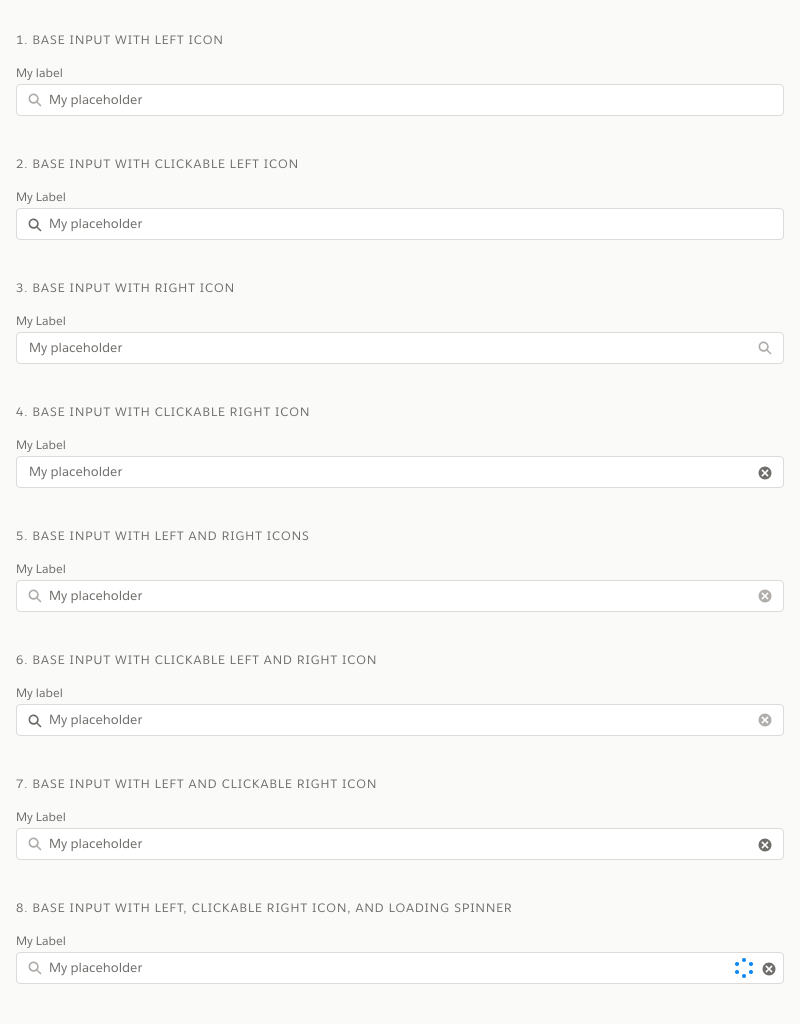 1. BASE INPUT WITH LEFT ICON
My label
My placeholder
2. BASE INPUT WITH CLICKABLE LEFT ICON
My Label
My placeholder
3. BASE INPUT WITH RIGHT ICON
My Label
My placeholder
4. BASE INPUT WITH CLICKABLE RIGHT ICON
My Label
My placeholder
5. BASE INPUT WITH LEFT AND RIGHT ICONS
My Label
My placeholder
6. BASE INPUT WITH CLICKABLE LEFT AND RIGHT ICON
My label
My placeholder
7. BASE INPUT WITH LEFT AND CLICKABLE RIGHT ICON
My Label
My placeholder
8. BASE INPUT WITH LEFT, CLICKABLE RIGHT ICON, AND LOADING SPINNER
My Label
My placeholder